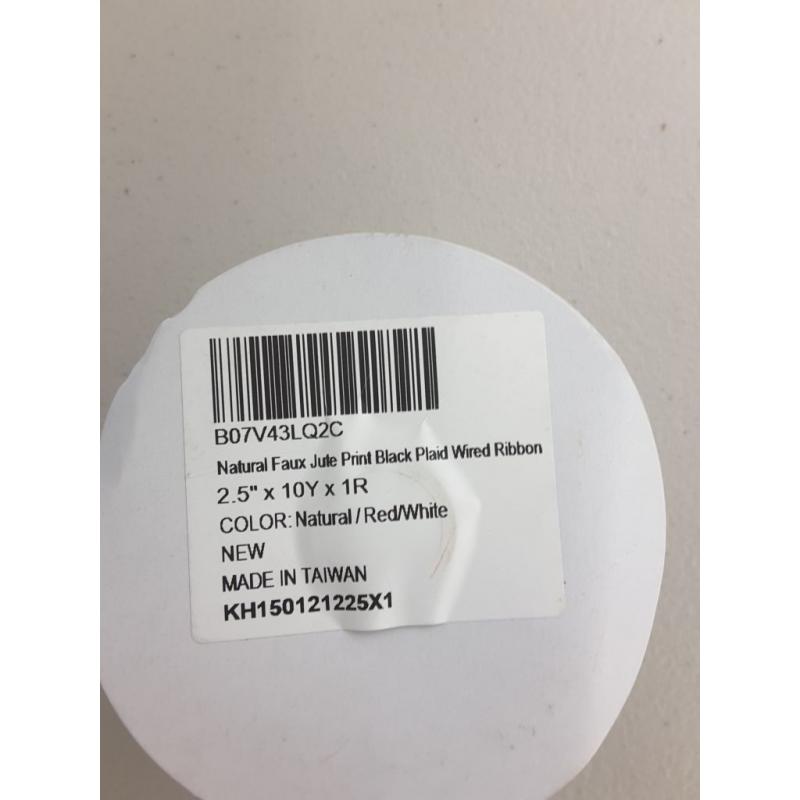 B07V43LQ2C
Natural Faux Jute Print Black Plaid Wired Ribbon
2.5" x 10Y x 1R
COLOR: Natural / Red/White
NEW
MADE IN TAIWAN
KH150121225X1